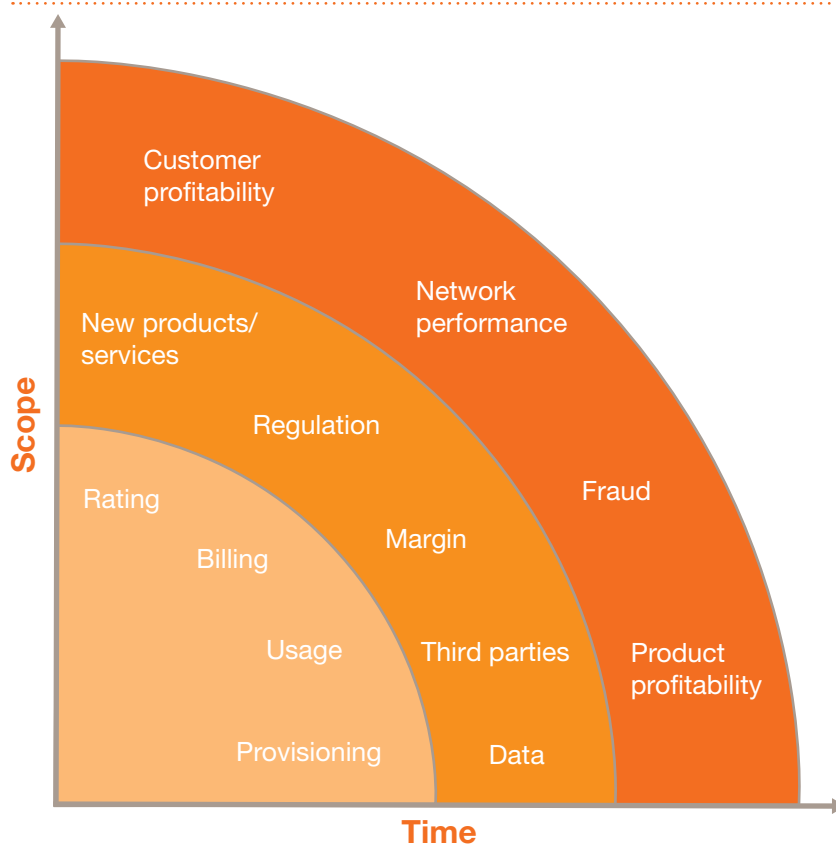 Customer
profitability
Network
performance
New products/
services
Regulation
Scope
Rating
Fraud
Margin
Billing
Usage
Third parties
Product
profitability
Provisioning
Data
Time